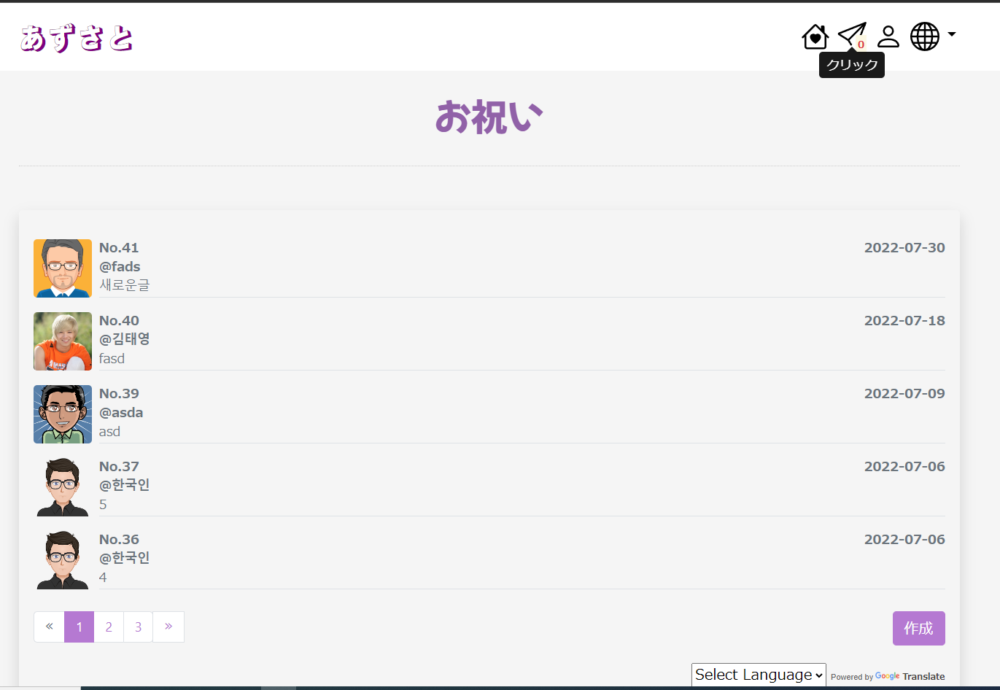 あずさと
0
クリック
お祝い
No.41 2022-07-30
@fads
새로운글
No.40 2022-07-18
@김태영
fasd
No.39 2022-07-09
@asda
asd
No.37 2022-07-06
@한국인
5
No.36 2022-07-06
@한국인
4
« 1 2 3 » 作成
Select Language Powered by Google Translate